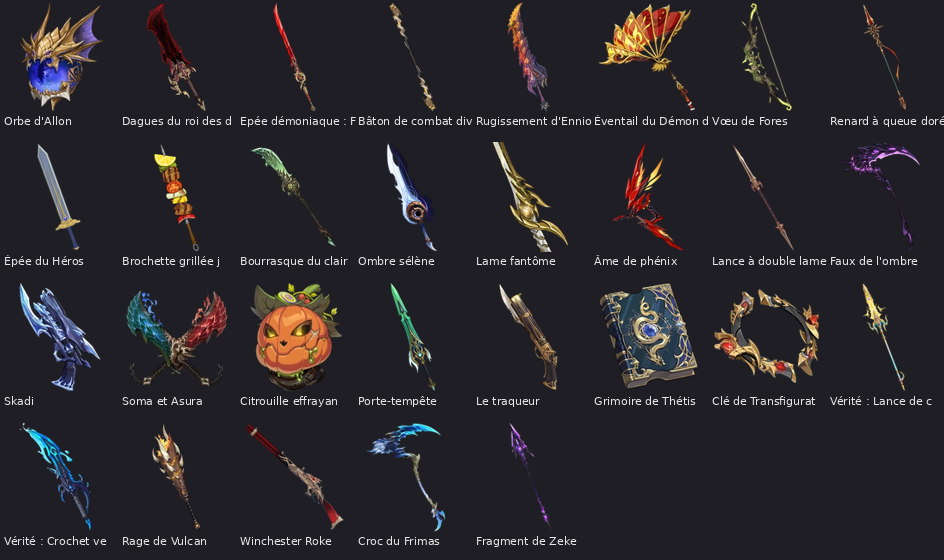 Orbe d'Allon
Dagues du roi des d
Epée démoniaque : F
Bâton de combat div
Rugissement d'Ennio
Éventail du Démon d
Vœu de Fores
Renard à queue doré
Épée du Héros
Brochette grillée j
Bourrasque du clair
Ombre sélène
Lame fantôme
Âme de phénix
Lance à double lame
Faux de l'ombre
Skadi
Soma et Asura
Citrouille effrayan
Porte-tempête
Le traqueur
Grimoire de Thétis
Clé de Transfigurat
Vérité : Lance de c
Vérité : Crochet ve
Rage de Vulcan
Winchester Roke
Croc du Frimas
Fragment de Zeke